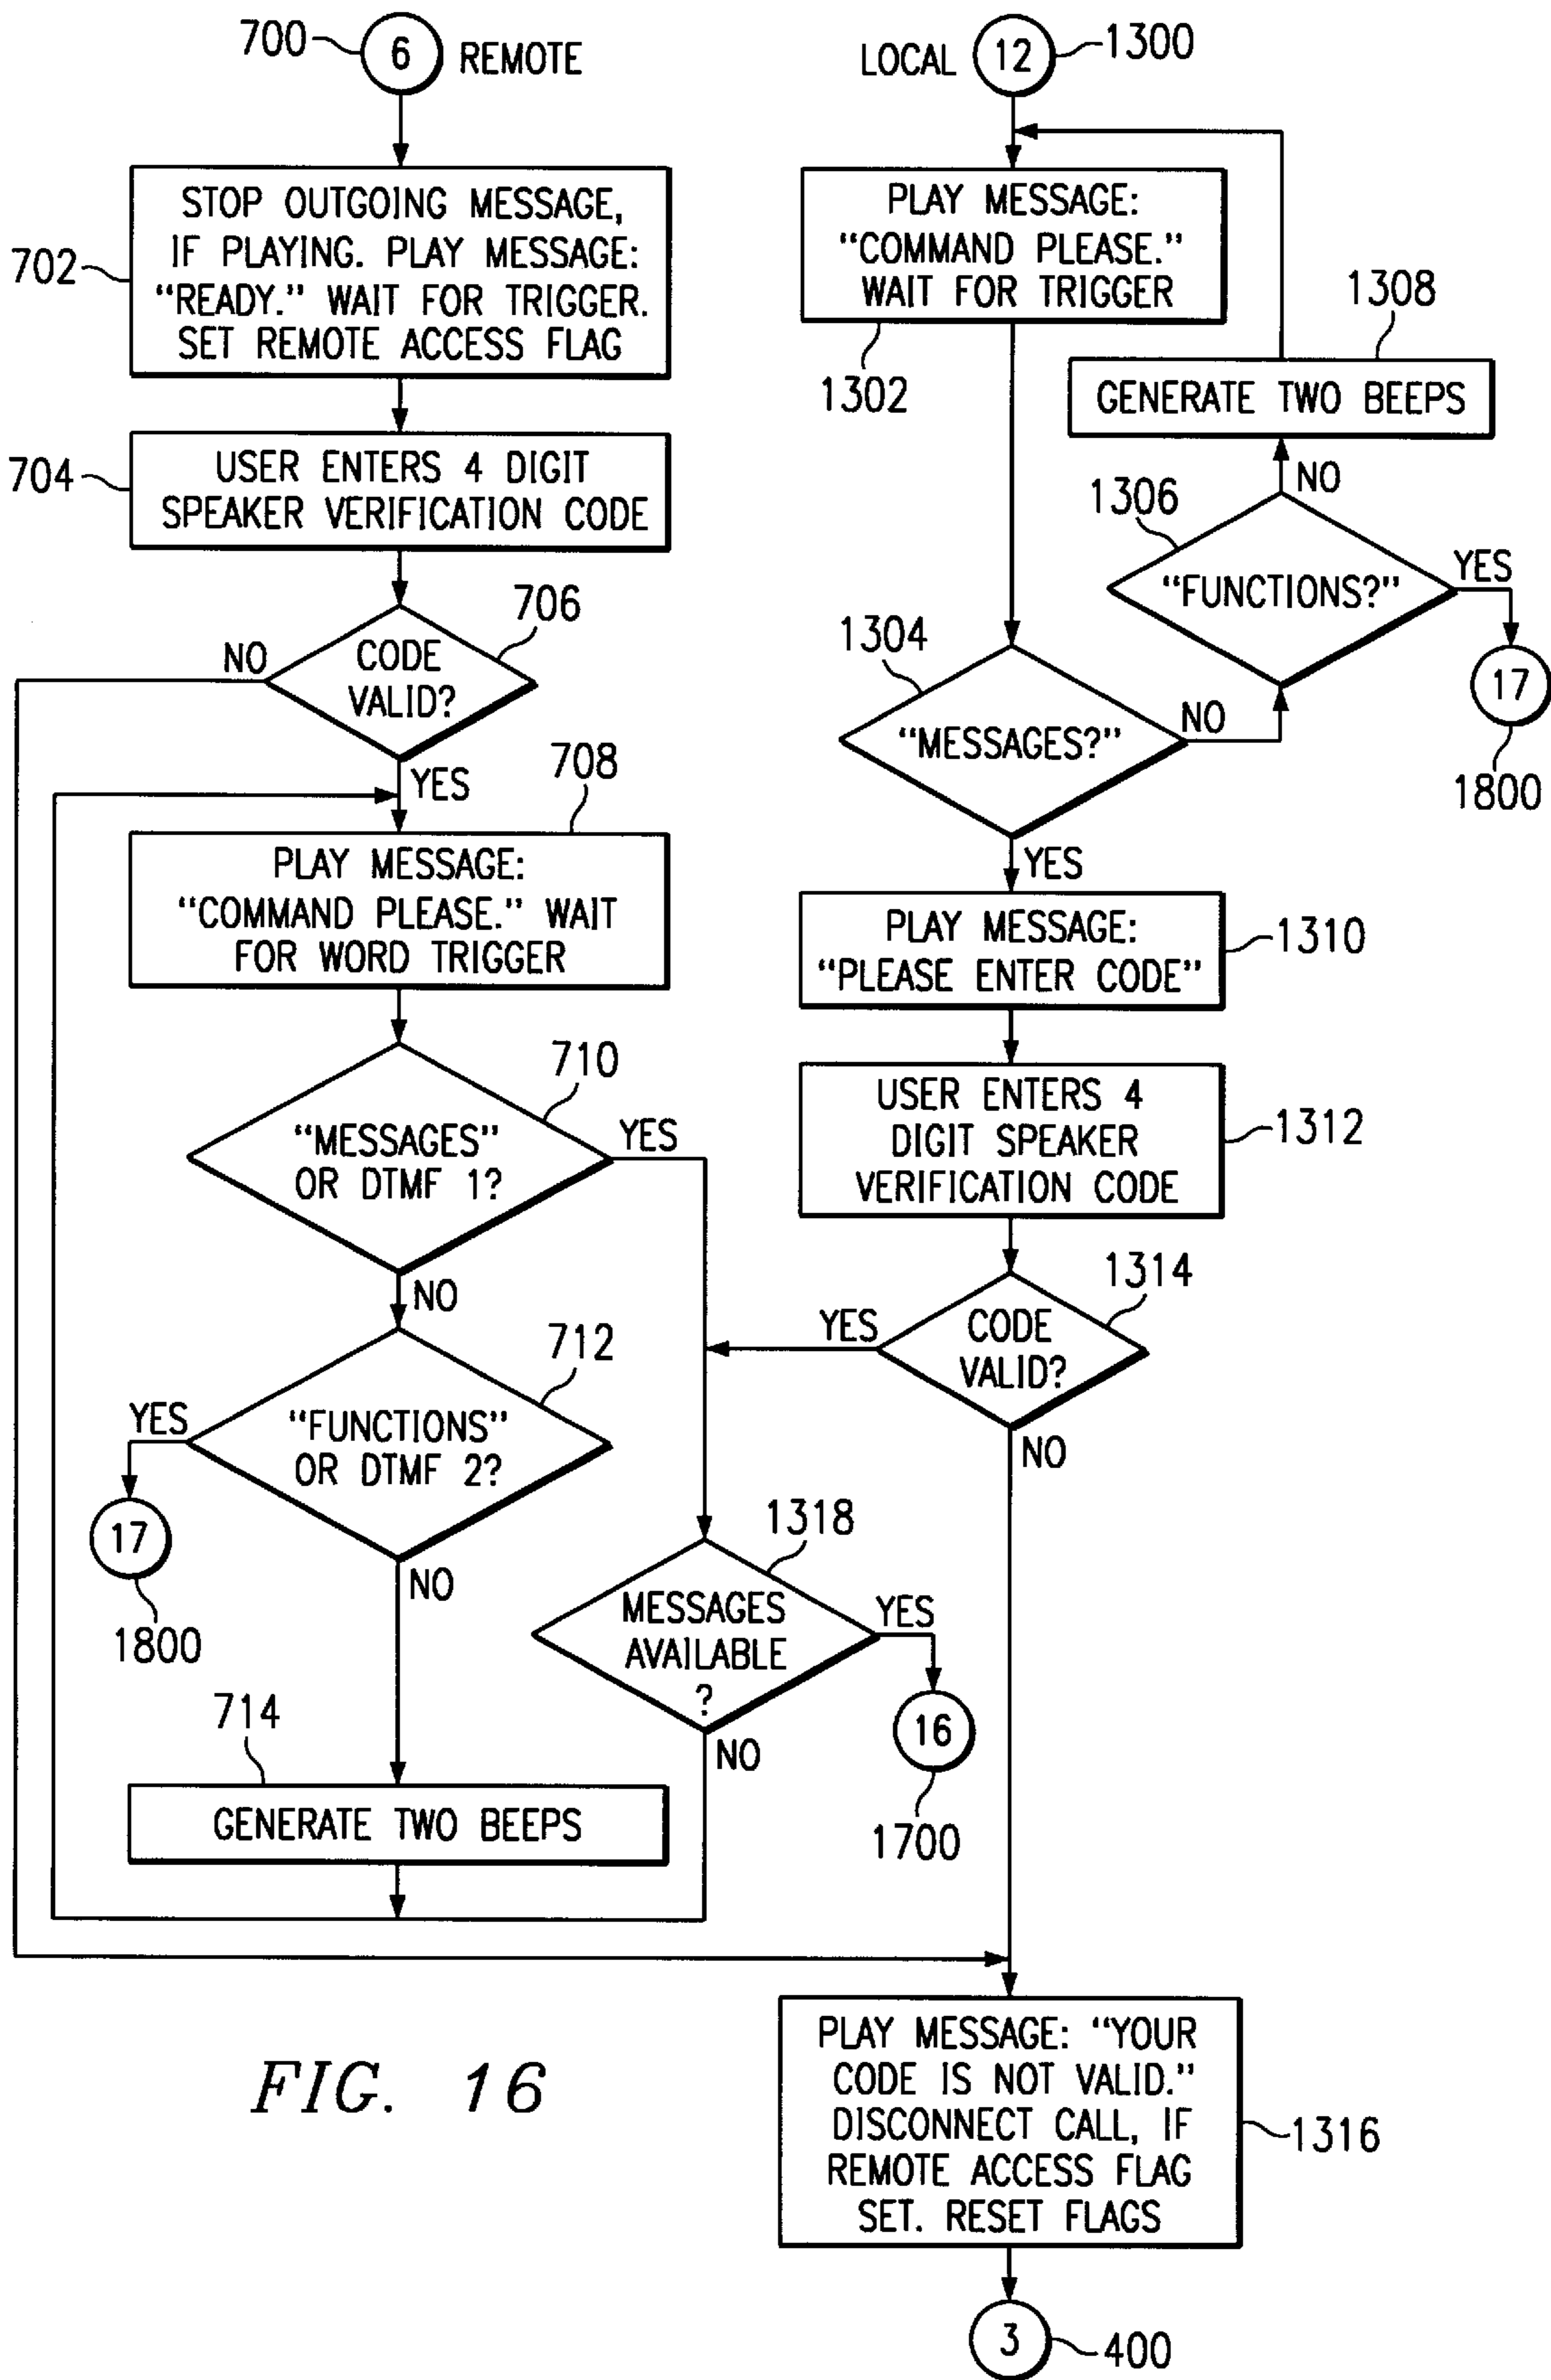 700
6
REMOTE
STOP OUTGOING MESSAGE,
IF PLAYING. PLAY MESSAGE:
"READY." WAIT FOR TRIGGER.
SET REMOTE ACCESS FLAG
702
USER ENTERS 4 DIGIT
SPEAKER VERIFICATION CODE
704
706
CODE
VALID?
NO
YES
708
PLAY MESSAGE:
"COMMAND PLEASE." WAIT
FOR WORD TRIGGER
710
"MESSAGES"
OR DTMF 1?
YES
NO
712
"FUNCTIONS"
OR DTMF 2?
YES
17
1800
NO
714
GENERATE TWO BEEPS
LOCAL
12
1300
PLAY MESSAGE:
"COMMAND PLEASE."
WAIT FOR TRIGGER
1302
1308
GENERATE TWO BEEPS
NO
1306
"FUNCTIONS?"
YES
17
1800
1304
"MESSAGES?"
NO
YES
PLAY MESSAGE:
"PLEASE ENTER CODE"
1310
USER ENTERS 4
DIGIT SPEAKER
VERIFICATION CODE
1312
1314
CODE
VALID?
YES
NO
1318
MESSAGES
AVAILABLE
?
YES
16
1700
NO
PLAY MESSAGE: "YOUR
CODE IS NOT VALID."
DISCONNECT CALL, IF
REMOTE ACCESS FLAG
SET. RESET FLAGS
1316
3
400
FIG. 16